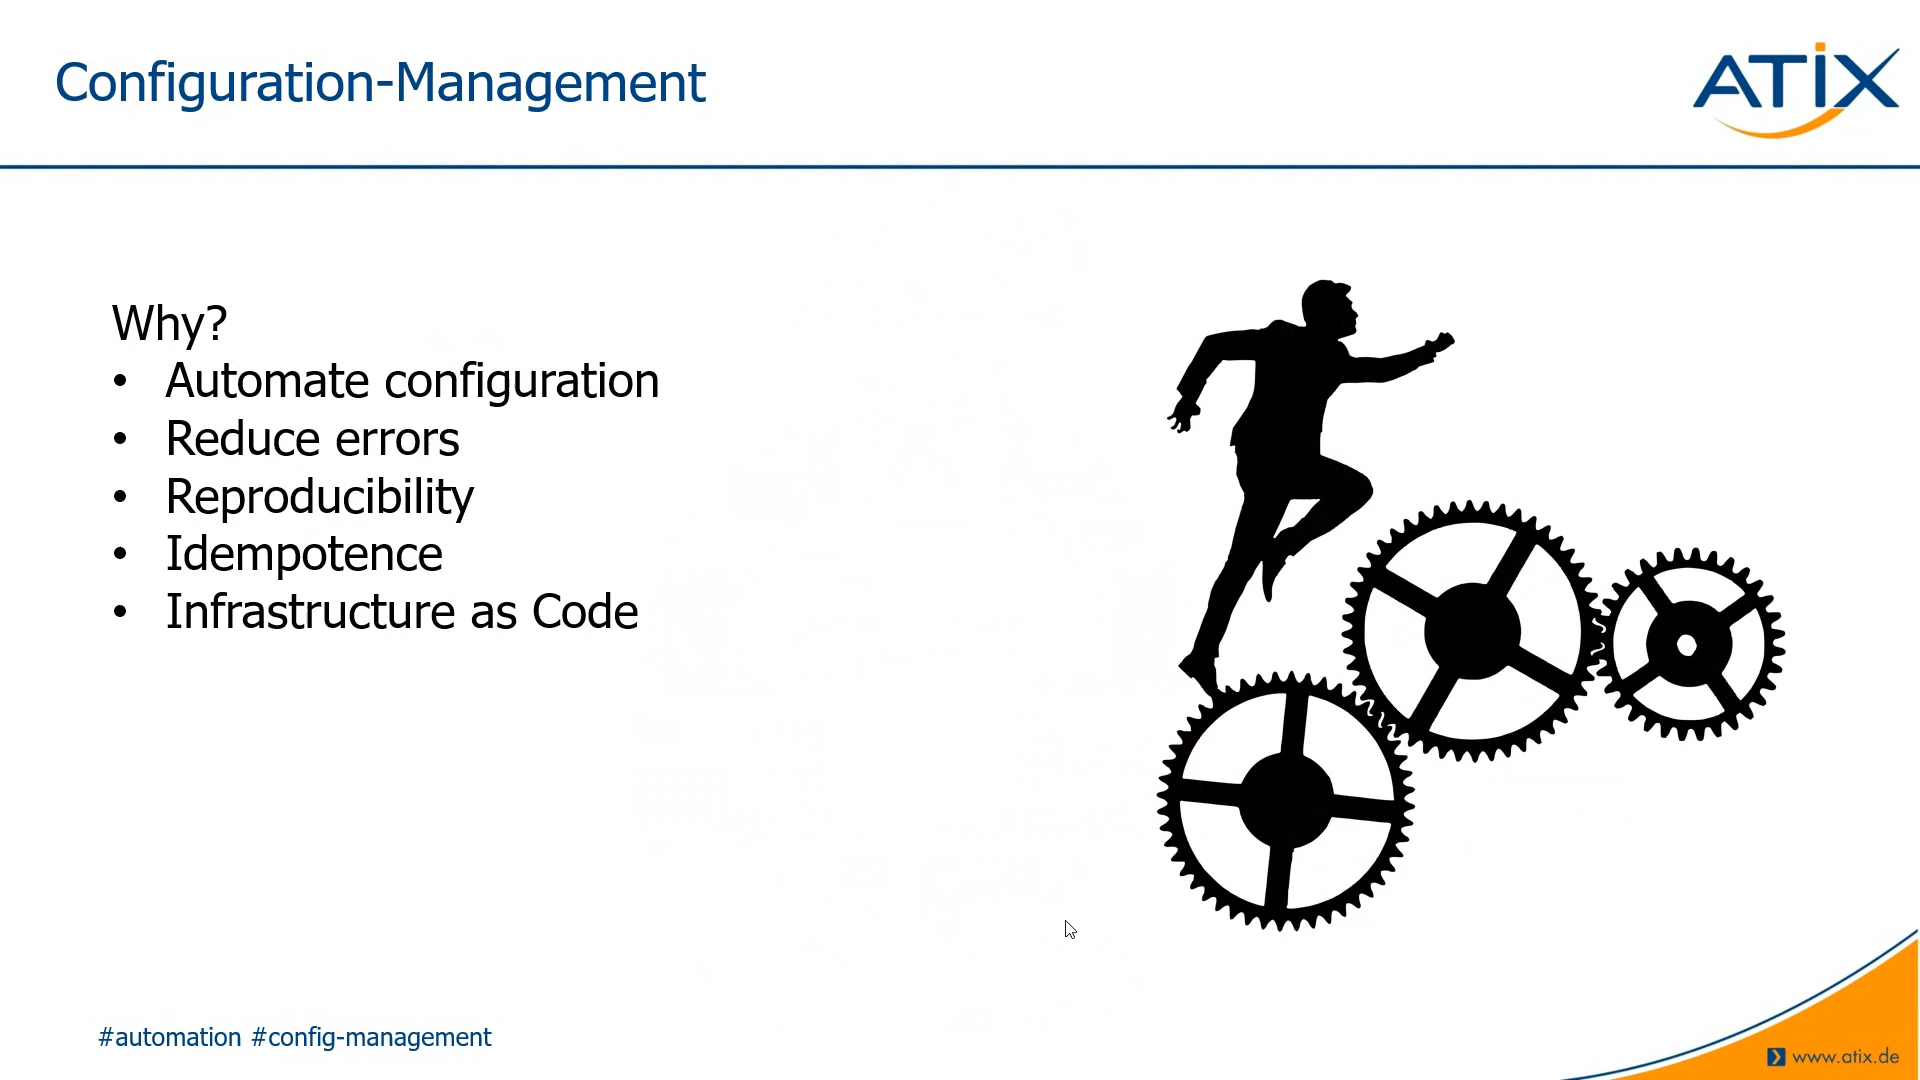 Configuration-Management
ATIX
Why?
• Automate configuration
• Reduce errors
• Reproducibility
• Idempotence
• Infrastructure as Code
#automation #config-management
www.atix.de